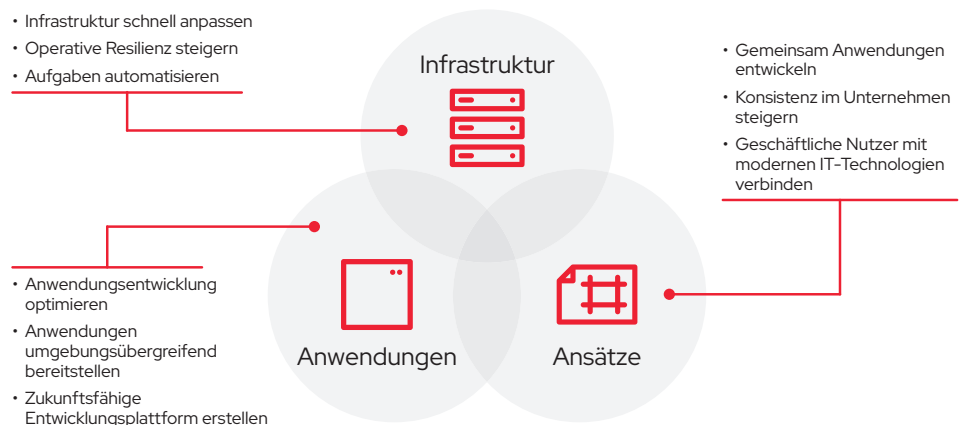 • Infrastruktur schnell anpassen
• Operative Resilienz steigern
• Aufgaben automatisieren
Infrastruktur
• Gemeinsam Anwendungen
entwickeln
• Konsistenz im Unternehmen
steigern
• Geschäftliche Nutzer mit
modernen IT-Technologien
verbinden
• Anwendungsentwicklung
optimieren
• Anwendungen
umgebungsübergreifend
bereitstellen
• Zukunftsfähige
Entwicklungsplattform erstellen
Anwendungen
Ansätze